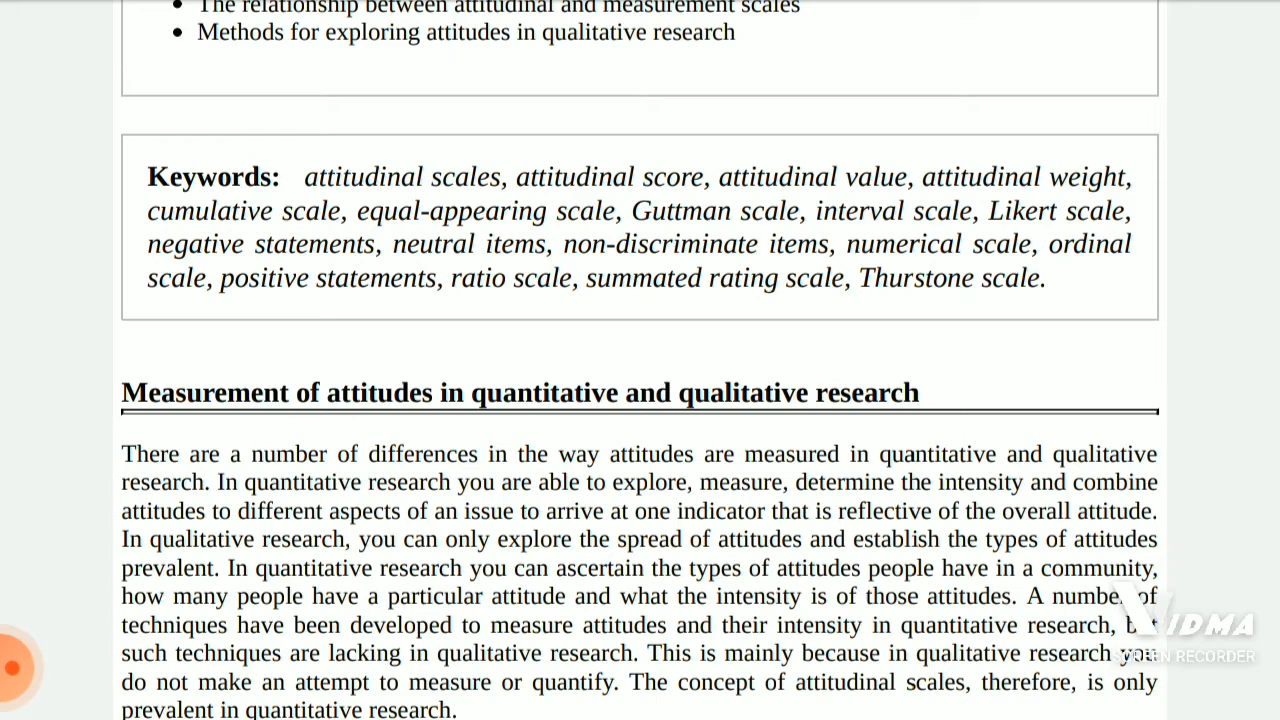 The relationship between attitudinal and measurement scales
• Methods for exploring attitudes in qualitative research
Keywords: attitudinal scales, attitudinal score, attitudinal value, attitudinal weight,
cumulative scale, equal-appearing scale, Guttman scale, interval scale, Likert scale,
negative statements, neutral items, non-discriminate items, numerical scale, ordinal
scale, positive statements, ratio scale, summated rating scale, Thurstone scale.
Measurement of attitudes in quantitative and qualitative research
There are a number of differences in the way attitudes are measured in quantitative and qualitative
research. In quantitative research you are able to explore, measure, determine the intensity and combine
attitudes to different aspects of an issue to arrive at one indicator that is reflective of the overall attitude.
In qualitative research, you can only explore the spread of attitudes and establish the types of attitudes
prevalent. In quantitative research you can ascertain the types of attitudes people have in a community,
how many people have a particular attitude and what the intensity is of those attitudes. A number of
techniques have been developed to measure attitudes and their intensity in quantitative research, but
such techniques are lacking in qualitative research. This is mainly because in qualitative research you
do not make an attempt to measure or quantify. The concept of attitudinal scales, therefore, is only
prevalent in quantitative research.
VIDMA
SCREEN RECORDER